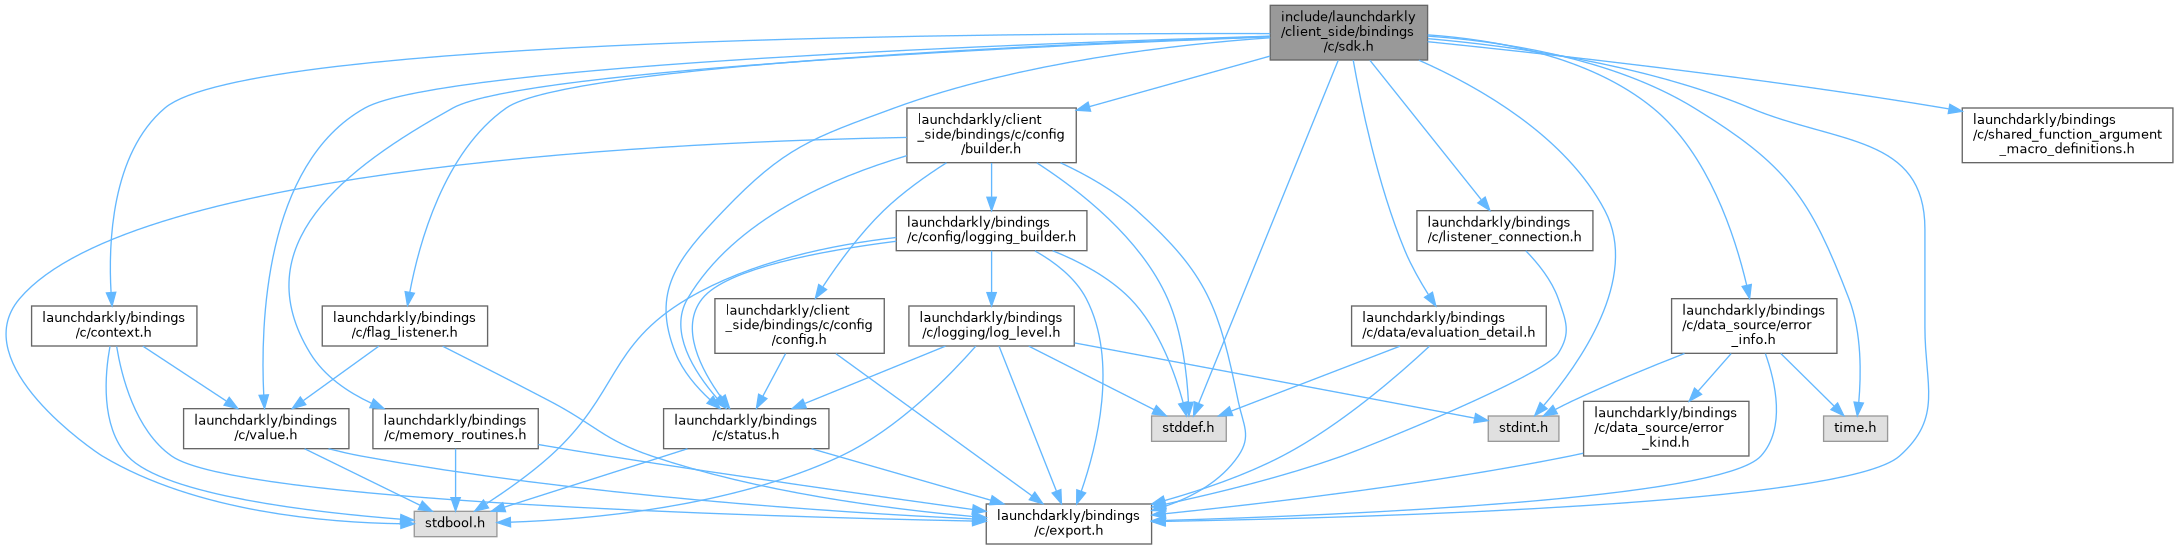 include/launchdarkly
/client_side/bindings
/c/sdk.h
launchdarkly/client
_side/bindings/c/config
/builder.h
launchdarkly/bindings
/c/shared_function_argument
_macro_definitions.h
launchdarkly/bindings
/c/config/logging_builder.h
launchdarkly/bindings
/c/listener_connection.h
launchdarkly/bindings
/c/context.h
launchdarkly/bindings
/c/flag_listener.h
launchdarkly/client
_side/bindings/c/config
/config.h
launchdarkly/bindings
/c/logging/log_level.h
launchdarkly/bindings
/c/data/evaluation_detail.h
launchdarkly/bindings
/c/data_source/error
_info.h
launchdarkly/bindings
/c/value.h
launchdarkly/bindings
/c/memory_routines.h
launchdarkly/bindings
/c/status.h
stddef.h
stdint.h
launchdarkly/bindings
/c/data_source/error
_kind.h
time.h
stdbool.h
launchdarkly/bindings
/c/export.h